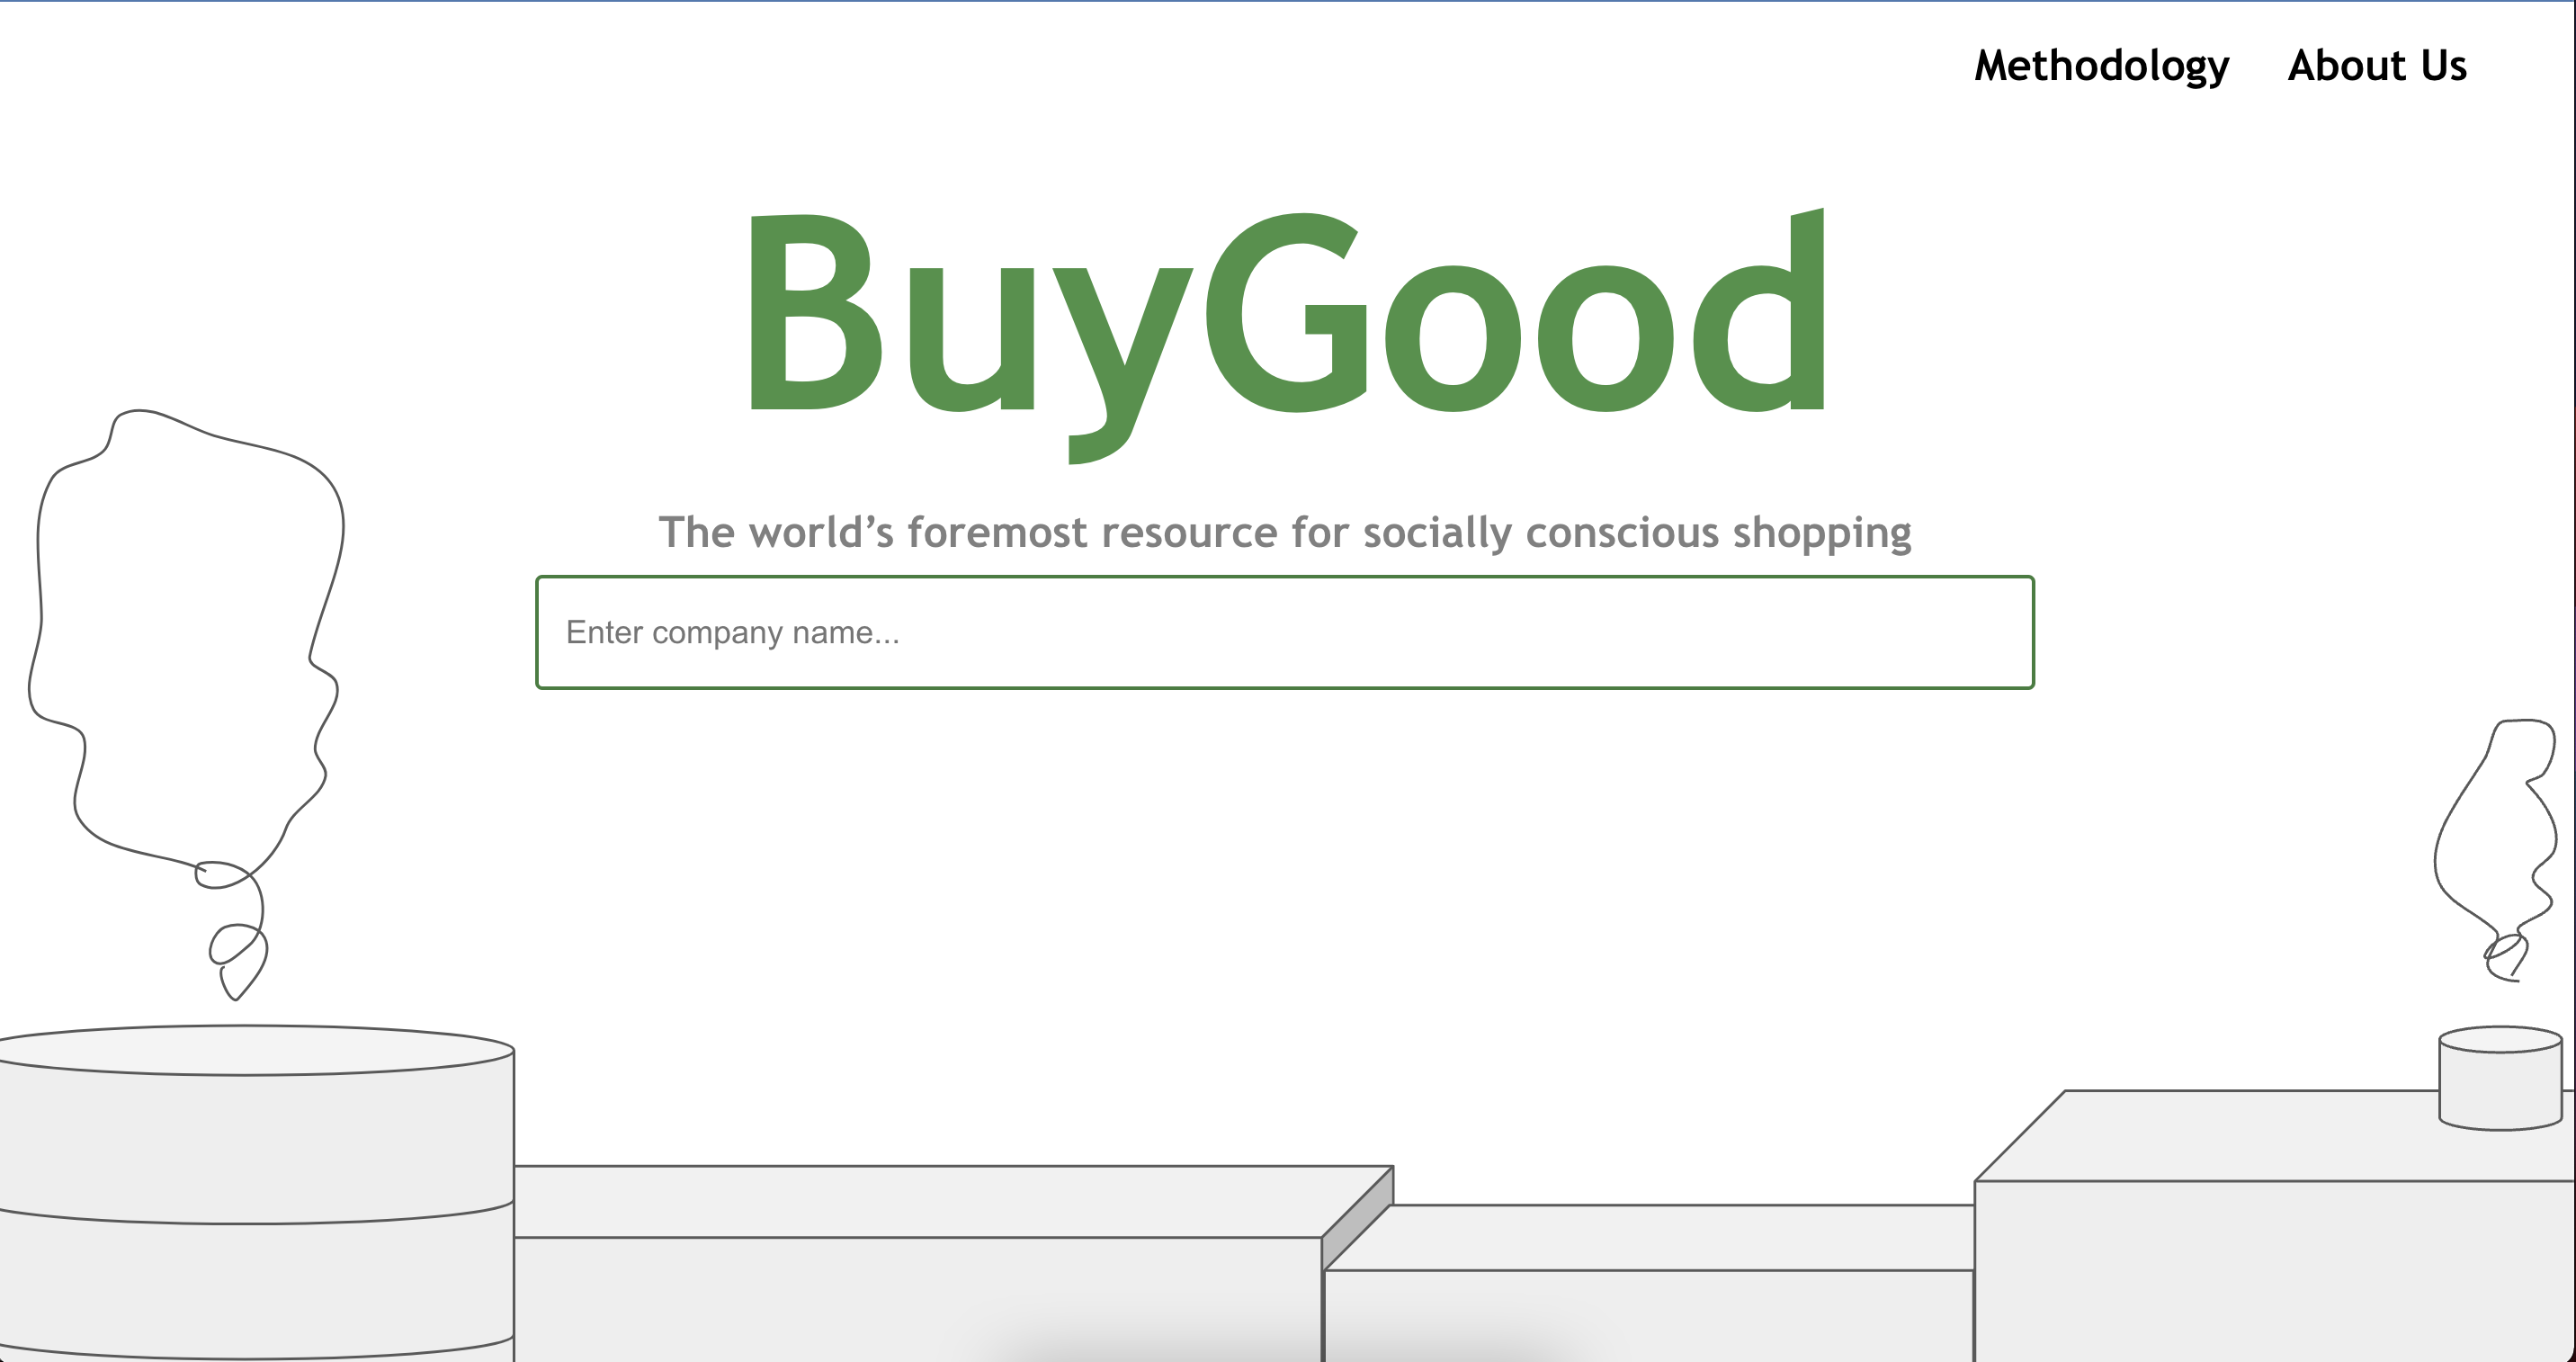 Methodology About Us
BuyGood
The world’s foremost resource for socially conscious shopping
Enter company name...